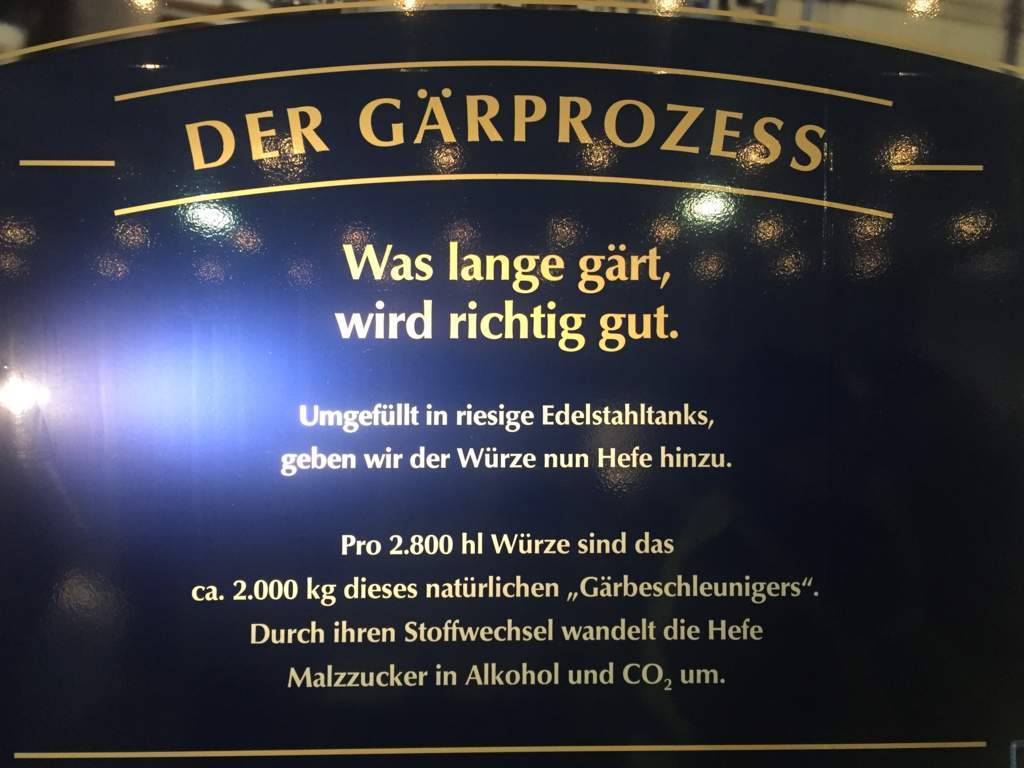 DER GÄRPROZESS
Was lange gärt,
wird richtig gut.
Umgefüllt in riesige Edelstahltanks,
geben wir der Würze nun Hefe hinzu.
Pro 2.800 hl Würze sind das
ca. 2.000 kg dieses natürlichen „Gärbeschleunigers“.
Durch ihren Stoffwechsel wandelt die Hefe
Malzzucker in Alkohol und CO₂ um.